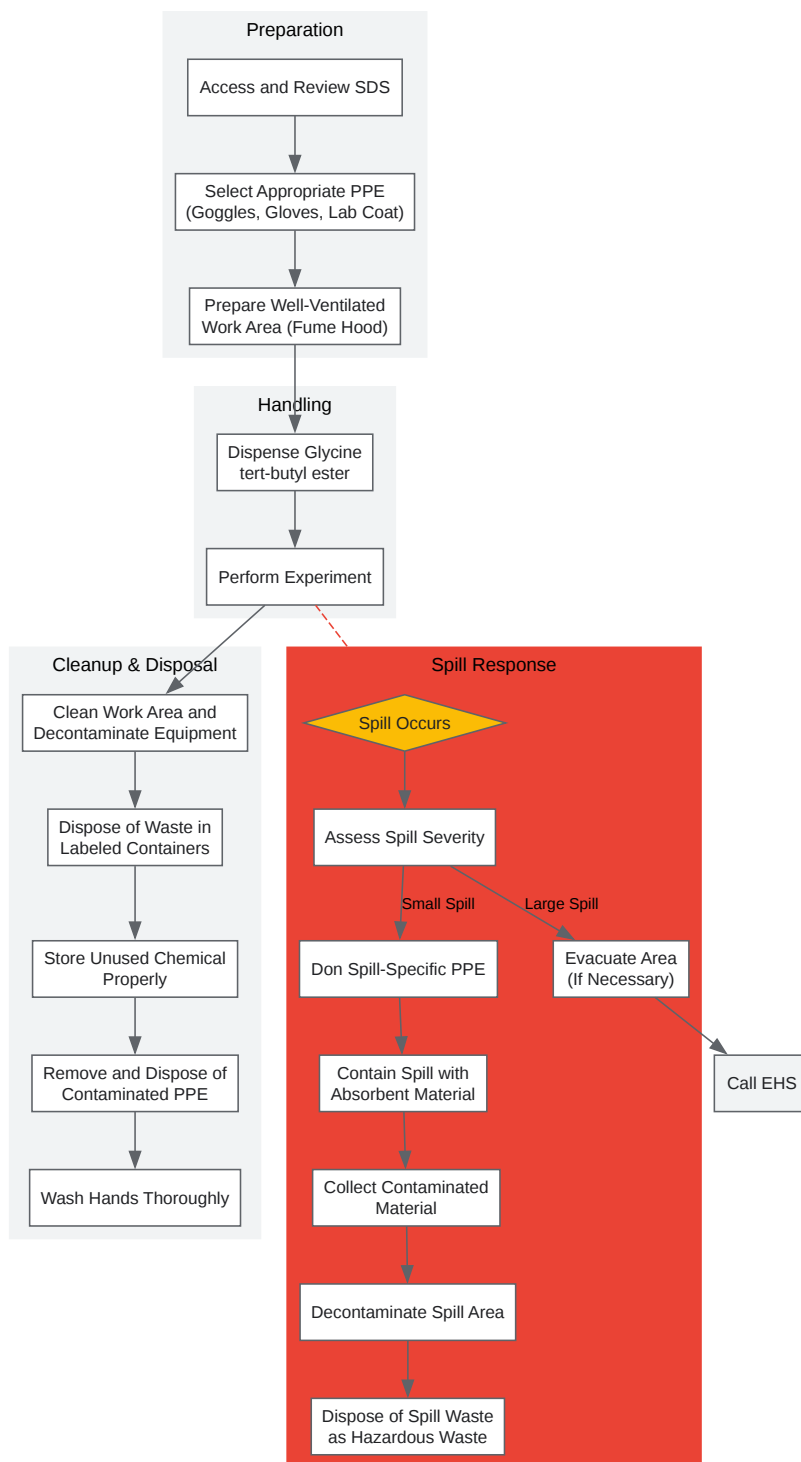 Preparation
Access and Review SDS
Select Appropriate PPE
(Goggles, Gloves, Lab Coat)
Prepare Well-Ventilated
Work Area (Fume Hood)
Handling
Dispense Glycine
tert-butyl ester
Perform Experiment
Cleanup & Disposal
Clean Work Area and
Decontaminate Equipment
Dispose of Waste in
Labeled Containers
Store Unused Chemical
Properly
Remove and Dispose of
Contaminated PPE
Wash Hands Thoroughly
Spill Response
Spill Occurs
Assess Spill Severity
Small Spill
Large Spill
Don Spill-Specific PPE
Evacuate Area
(If Necessary)
Contain Spill with
Absorbent Material
Call EHS
Collect Contaminated
Material
Decontaminate Spill Area
Dispose of Spill Waste
as Hazardous Waste